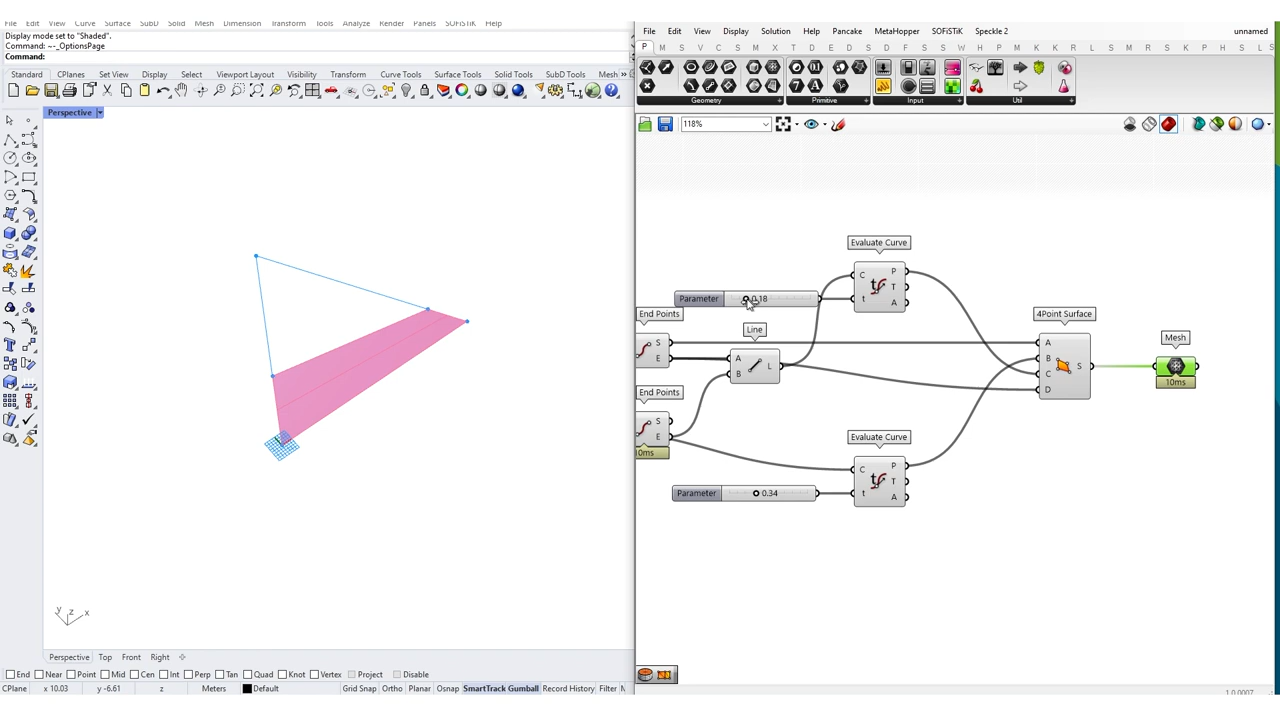 File Edit View Curve Surface SubD Solid Mesh Dimension Transform Tools Analyze Render Panels SOFiSTiK Help
Display mode set to "Shaded".
Command: ~-_OptionsPage
Command:
Standard CPlanes Set View Display Select Viewport Layout Visibility Transform Curve Tools Surface Tools Solid Tools SubD Tools Mesh »
Perspective
y z x
Perspective Top Front Right
End Near Point Mid Cen Int Perp Tan Quad Knot Vertex Project Disable
CPlane x 10.03 y -6.61 z Meters Default Grid Snap Ortho Planar Osnap SmartTrack Gumball Record History Filter
File Edit View Display Solution Help Pancake MetaHopper SOFiSTiK Speckle 2 unnamed
P M S V C S M I X T D B W F L H L M P A F D E S W H A D M K K E K R L S K P H A G L S
Geometry Primitive Input Util
118%
Evaluate Curve
C P
t T
A
Parameter 0.18
End Points
S
E
Line
A L
B
4Point Surface
A
B S
C
D
Mesh
10ms
End Points
S
E
Evaluate Curve
C P
T
t A
Parameter 0.34
1.0.0007